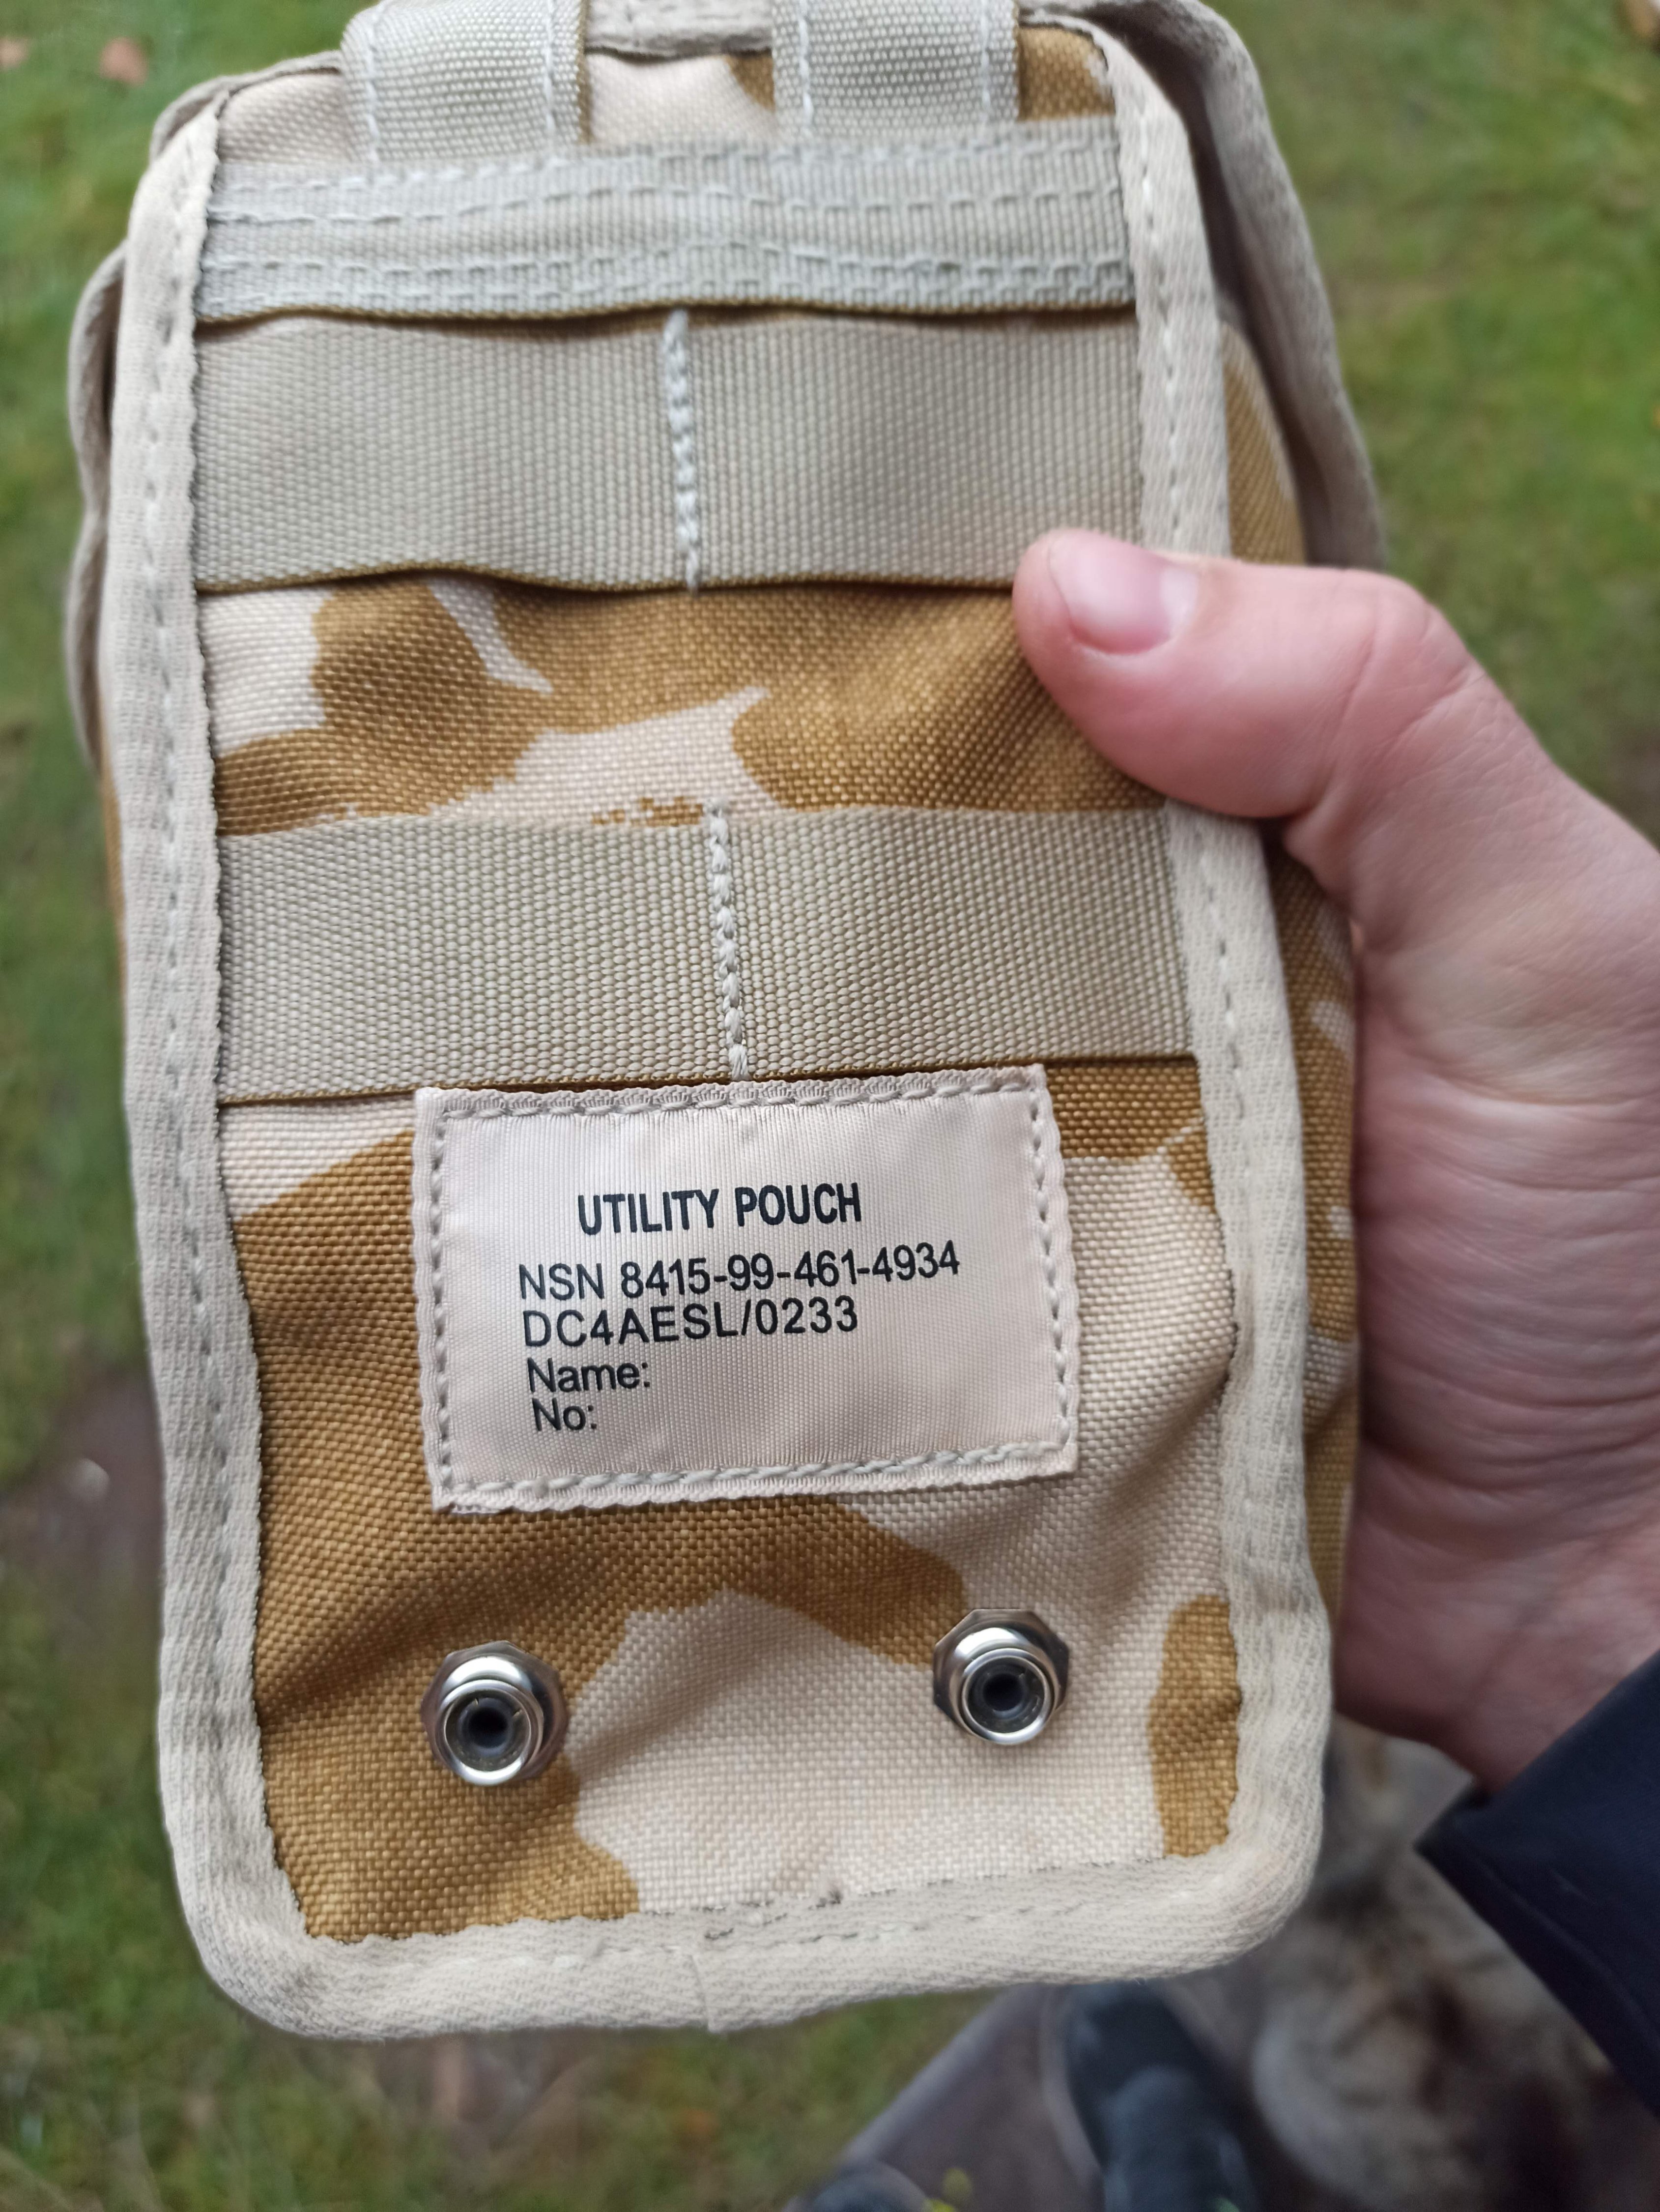 UTILITY POUCH
NSN 8415-99-461-4934
DC4AESL/0233
Name:
No: